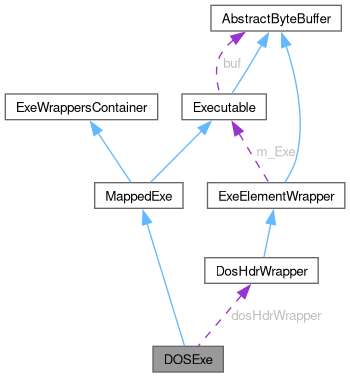 AbstractByteBuffer
buf
ExeWrappersContainer
Executable
m_Exe
MappedExe
ExeElementWrapper
DosHdrWrapper
dosHdrWrapper
DOSExe